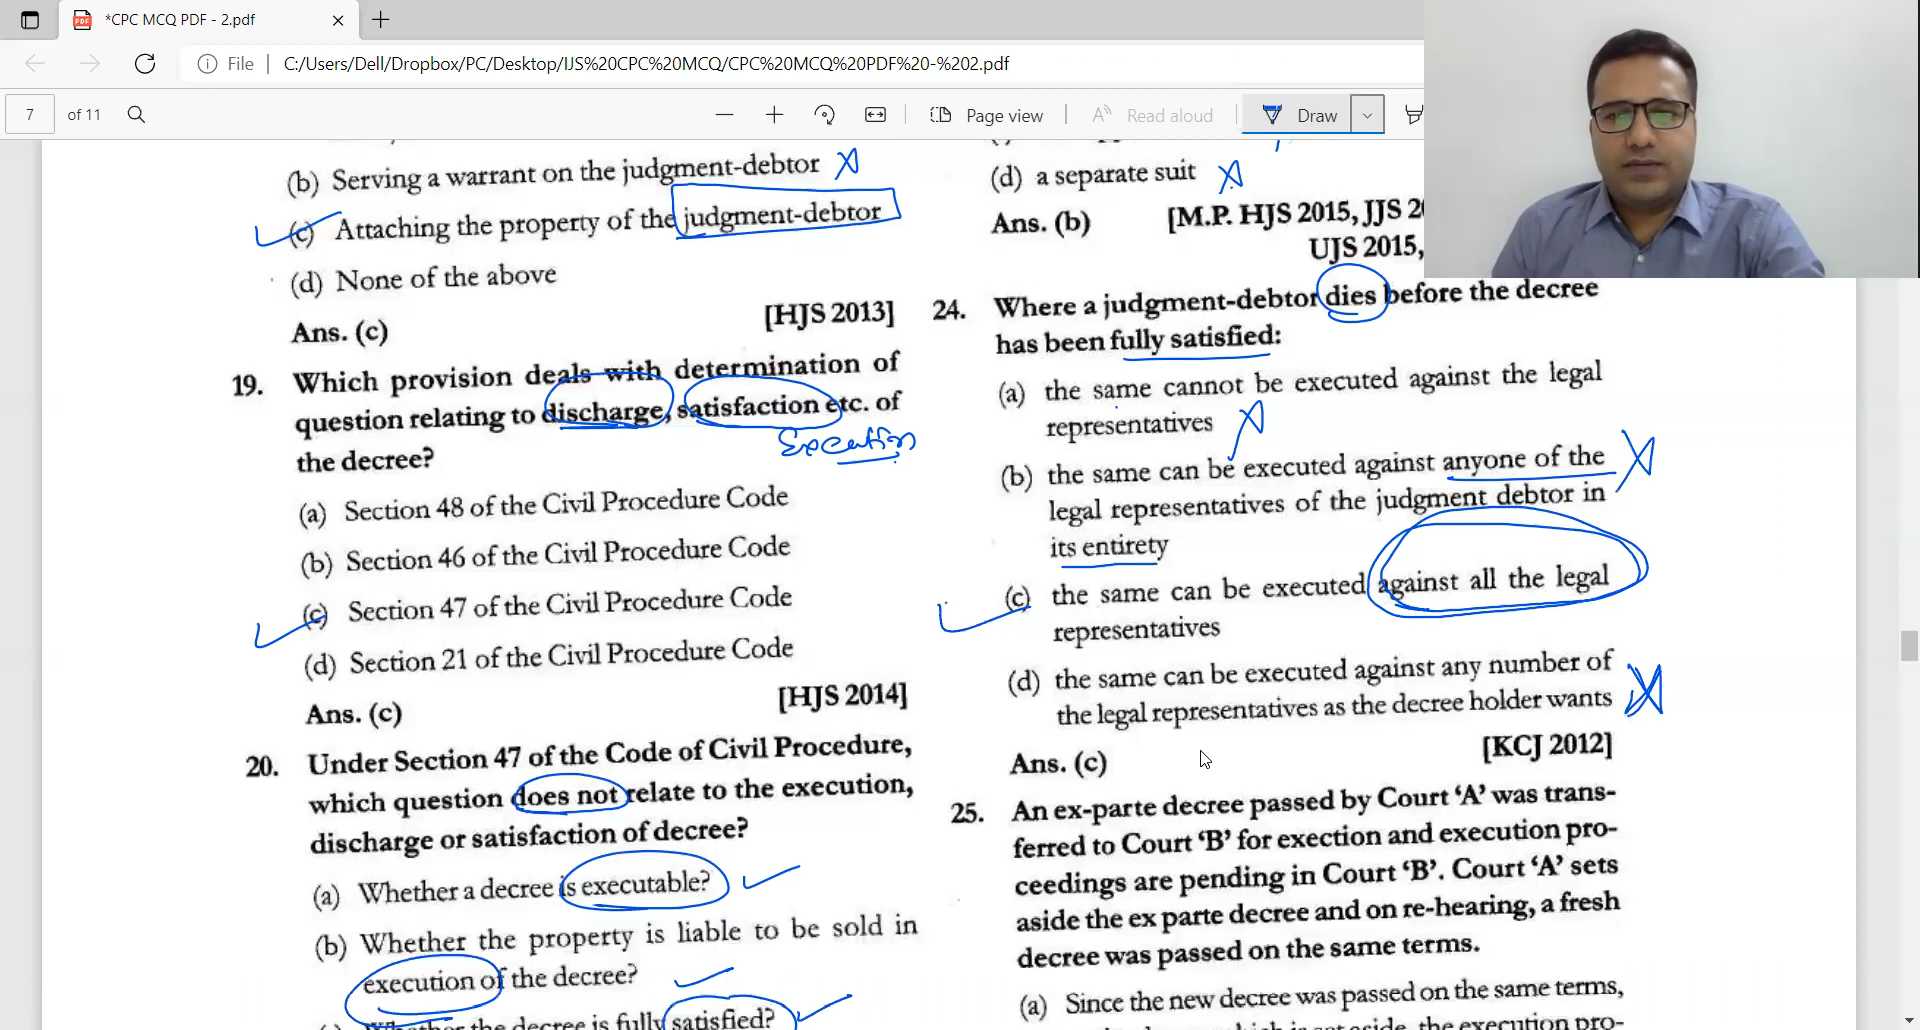 *CPC MCQ PDF - 2.pdf
File
C:/Users/Dell/Dropbox/PC/Desktop/IJS%20CPC%20MCQ/CPC%20MCQ%20PDF%20-%202.pdf
7
of 11
Page view
Read aloud
Draw
(b) Serving a warrant on the judgment-debtor
(c) Attaching the property of the judgment-debtor
(d) None of the above
Ans. (c) [HJS 2013]
19. Which provision deals with determination of
question relating to discharge, satisfaction etc. of
Execution
the decree?
(a) Section 48 of the Civil Procedure Code
(b) Section 46 of the Civil Procedure Code
(c) Section 47 of the Civil Procedure Code
(d) Section 21 of the Civil Procedure Code
Ans. (c) [HJS 2014]
20. Under Section 47 of the Code of Civil Procedure,
which question does not relate to the execution,
discharge or satisfaction of decree?
(a) Whether a decree is executable?
(b) Whether the property is liable to be sold in
execution of the decree?
the decree is fully satisfied?
(d) a separate suit
Ans. (b) [M.P. HJS 2015, JJS
UJS 2015,
24. Where a judgment-debtor dies before the decree
has been fully satisfied:
(a) the same cannot be executed against the legal
representatives
(b) the same can be executed against anyone of the
legal representatives of the judgment debtor in
its entirety
(c) the same can be executed against all the legal
representatives
(d) the same can be executed against any number of
the legal representatives as the decree holder wants
Ans. (c) [KCJ 2012]
25. An ex-parte decree passed by Court ‘A’ was trans-
ferred to Court ‘B’ for exection and execution pro-
ceedings are pending in Court ‘B’. Court ‘A’ sets
aside the ex parte decree and on re-hearing, a fresh
decree was passed on the same terms.
(a) Since the new decree was passed on the same terms,
the execution pro-